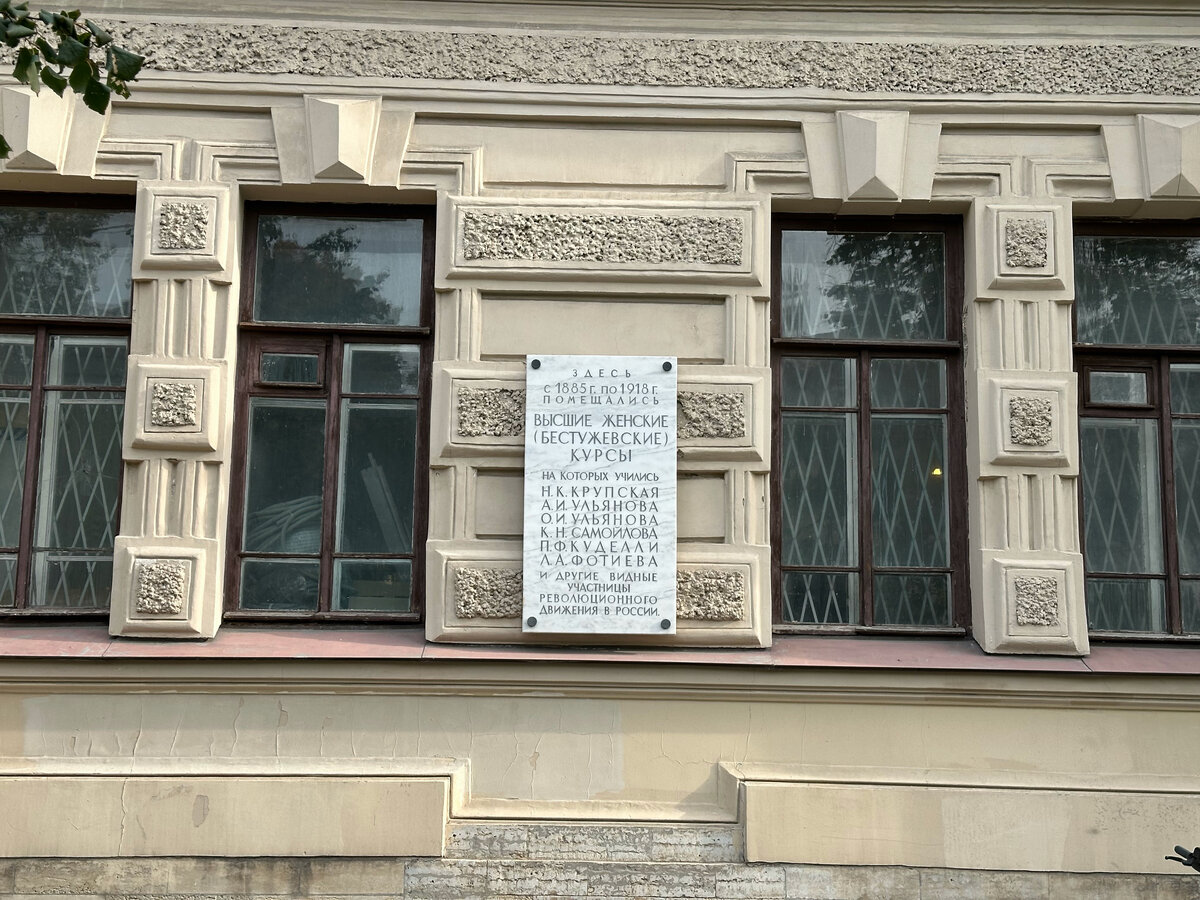 ЗДЕСЬ
с 1885 г. по 1918 г.
ПОМЕЩАЛИСЬ
ВЫСШИЕ ЖЕНСКИЕ
(БЕСТУЖЕВСКИЕ)
КУРСЫ
НА КОТОРЫХ УЧИЛИСЬ
Н. К. КРУПСКАЯ
А. И. УЛЬЯНОВА
О. И. УЛЬЯНОВА
К. Н. САМОЙЛОВА
П. Ф. КУДЕЛЛИ
Л. А. ФОТИЕВА
И ДРУГИЕ ВИДНЫЕ
УЧАСТНИЦЫ
РЕВОЛЮЦИОННОГО
ДВИЖЕНИЯ В РОССИИ.